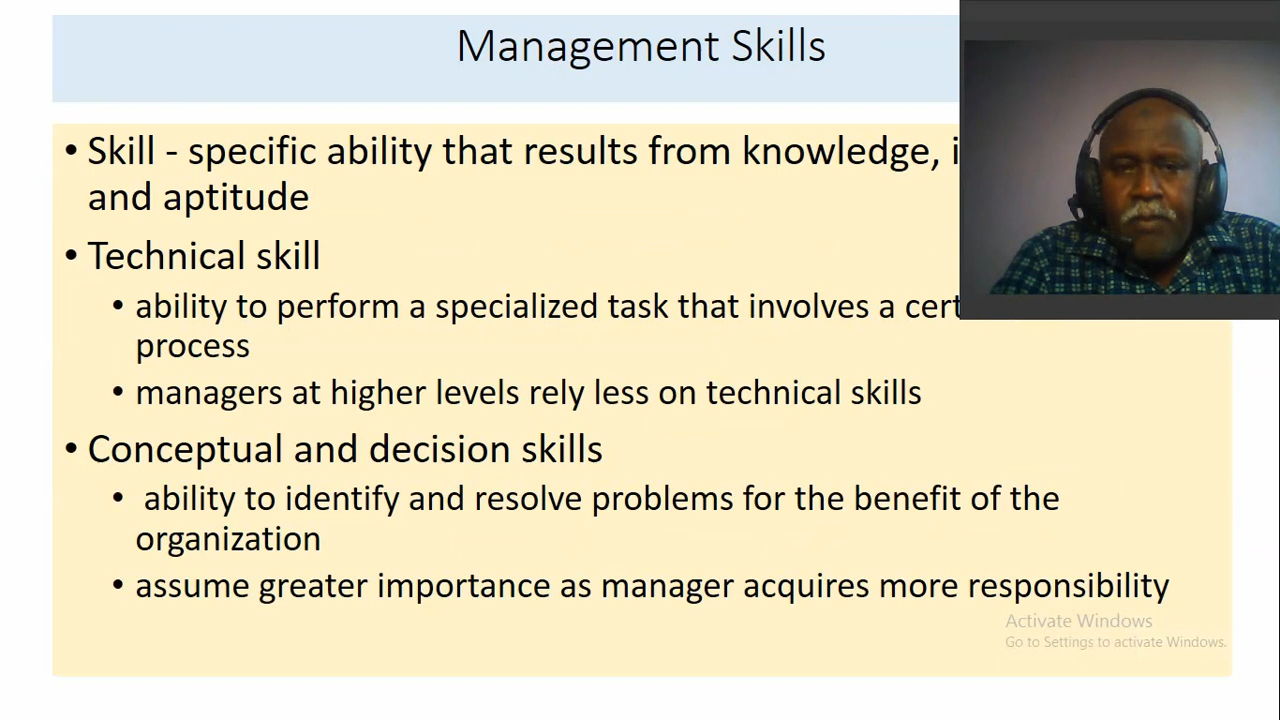 Management Skills
• Skill - specific ability that results from knowledge,
and aptitude
• Technical skill
• ability to perform a specialized task that involves a
process
• managers at higher levels rely less on technical skills
• Conceptual and decision skills
• ability to identify and resolve problems for the benefit of the
organization
• assume greater importance as manager acquires more responsibility
Activate Windows
Go to Settings to activate Windows.